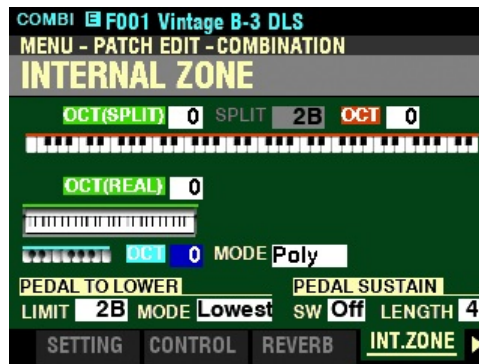 COMBI E F001 Vintage B-3 DLS
MENU - PATCH EDIT - COMBINATION
INTERNAL ZONE
OCT(SPLIT) 0 SPLIT 2B OCT 0
OCT(REAL) 0
OCT 0 MODE Poly
PEDAL TO LOWER PEDAL SUSTAIN
LIMIT 2B MODE Lowest SW Off LENGTH 4
SETTING CONTROL REVERB INT.ZONE